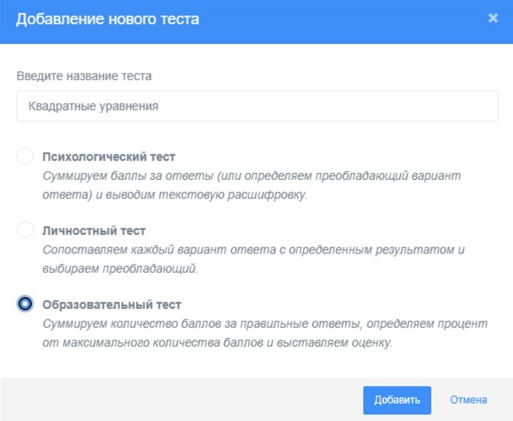 Добавление нового теста
×
Введите название теста
Квадратные уравнения
Психологический тест
Суммируем баллы за ответы (или определяем преобладающий вариант
ответа) и выводим текстовую расшифровку.
Личностный тест
Сопоставляем каждый вариант ответа с определенным результатом и
выбираем преобладающий.
Образовательный тест
Суммируем количество баллов за правильные ответы, определяем процент
от максимального количества баллов и выставляем оценку.
Добавить Отмена